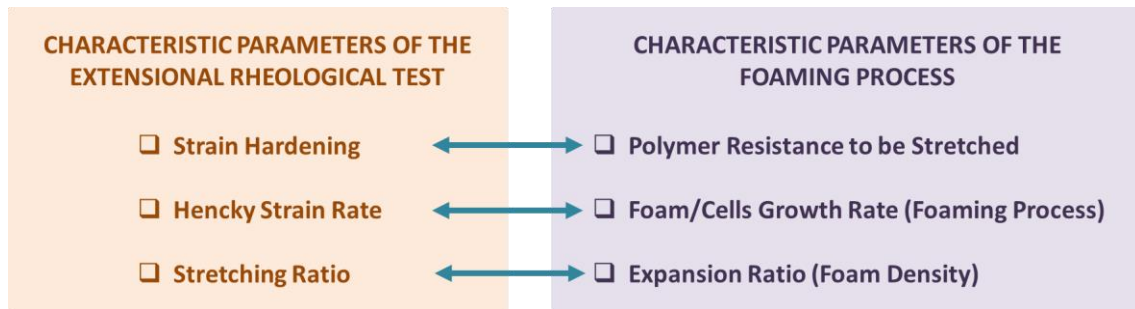 CHARACTERISTIC PARAMETERS OF THE
EXTENSIONAL RHEOLOGICAL TEST
❑ Strain Hardening
❑ Hencky Strain Rate
❑ Stretching Ratio
CHARACTERISTIC PARAMETERS OF THE
FOAMING PROCESS
❑ Polymer Resistance to be Stretched
❑ Foam/Cells Growth Rate (Foaming Process)
❑ Expansion Ratio (Foam Density)